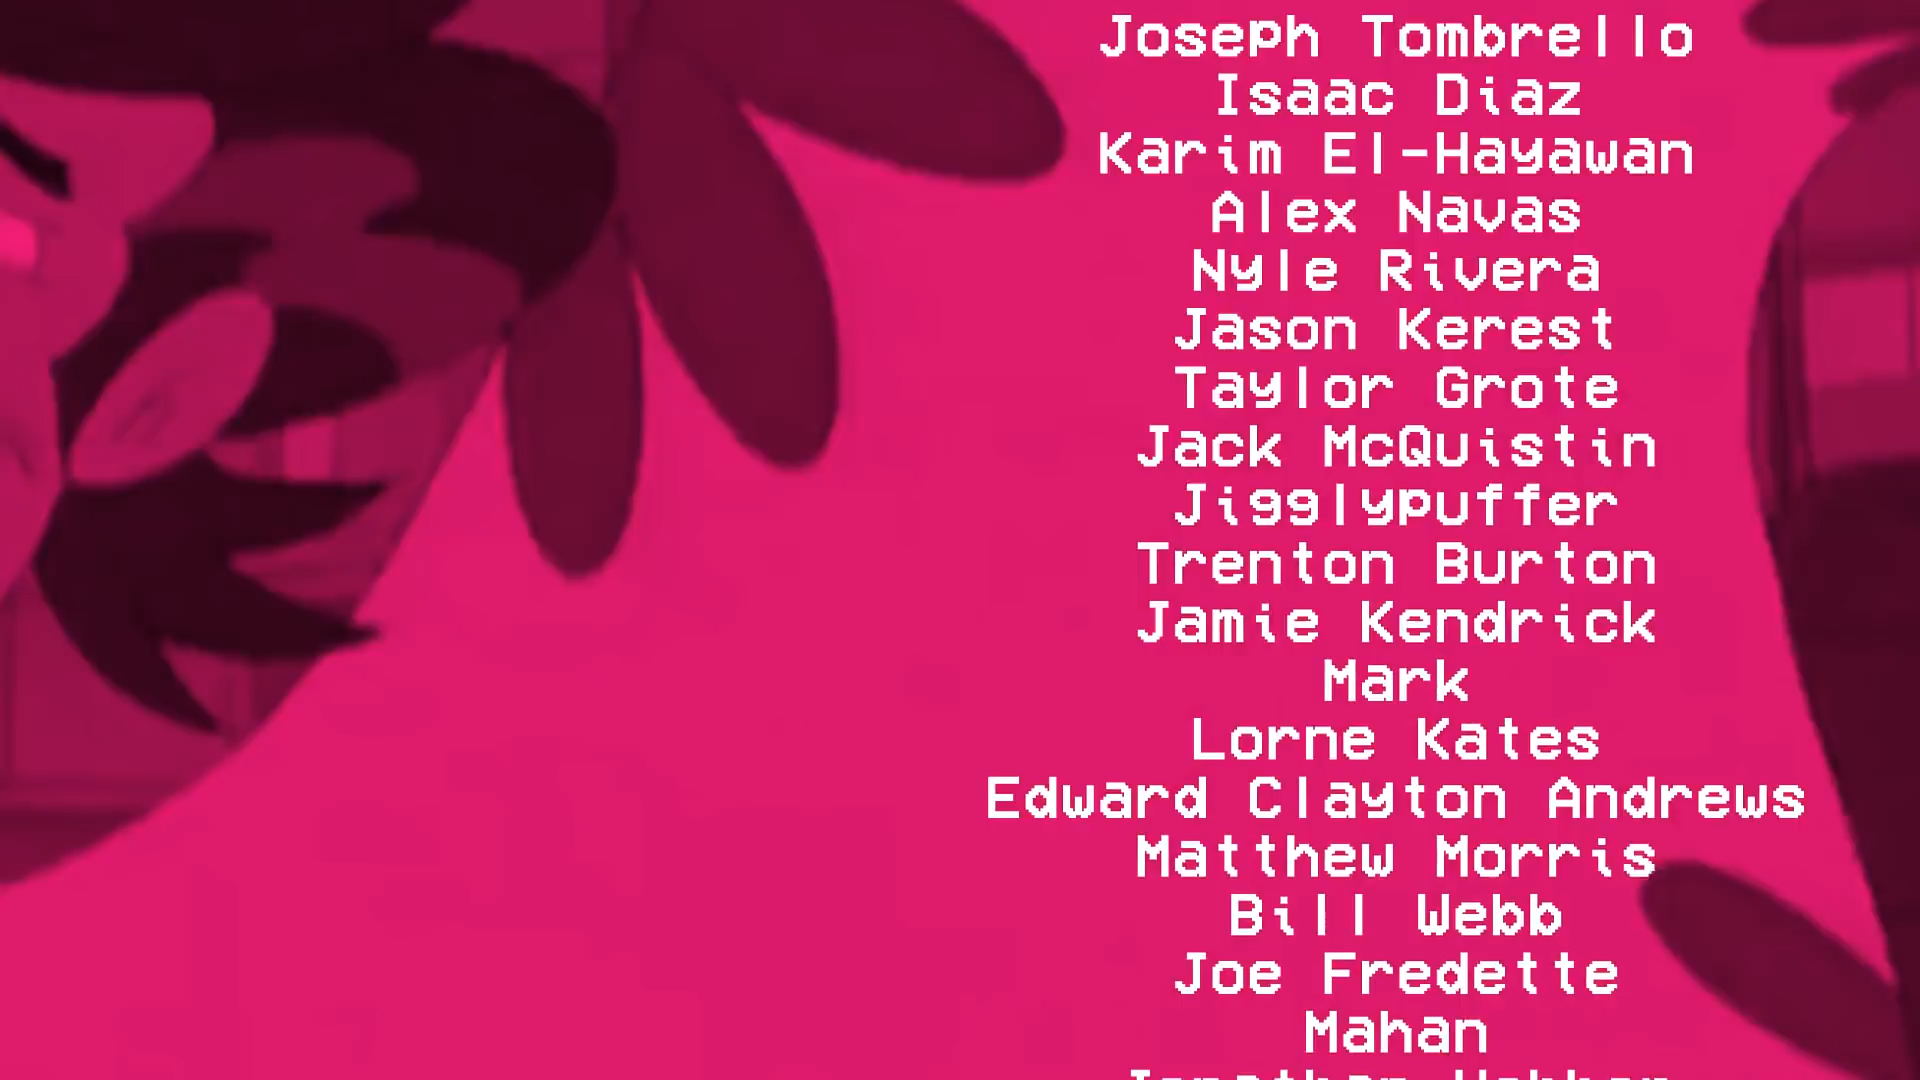 Joseph Tombrello
Isaac Diaz
Karim El-Hayawan
Alex Navas
Nyle Rivera
Jason Kerest
Taylor Grote
Jack McQuistin
Jigglypuffer
Trenton Burton
Jamie Kendrick
Mark
Lorne Kates
Edward Clayton Andrews
Matthew Morris
Bill Webb
Joe Fredette
Mahan